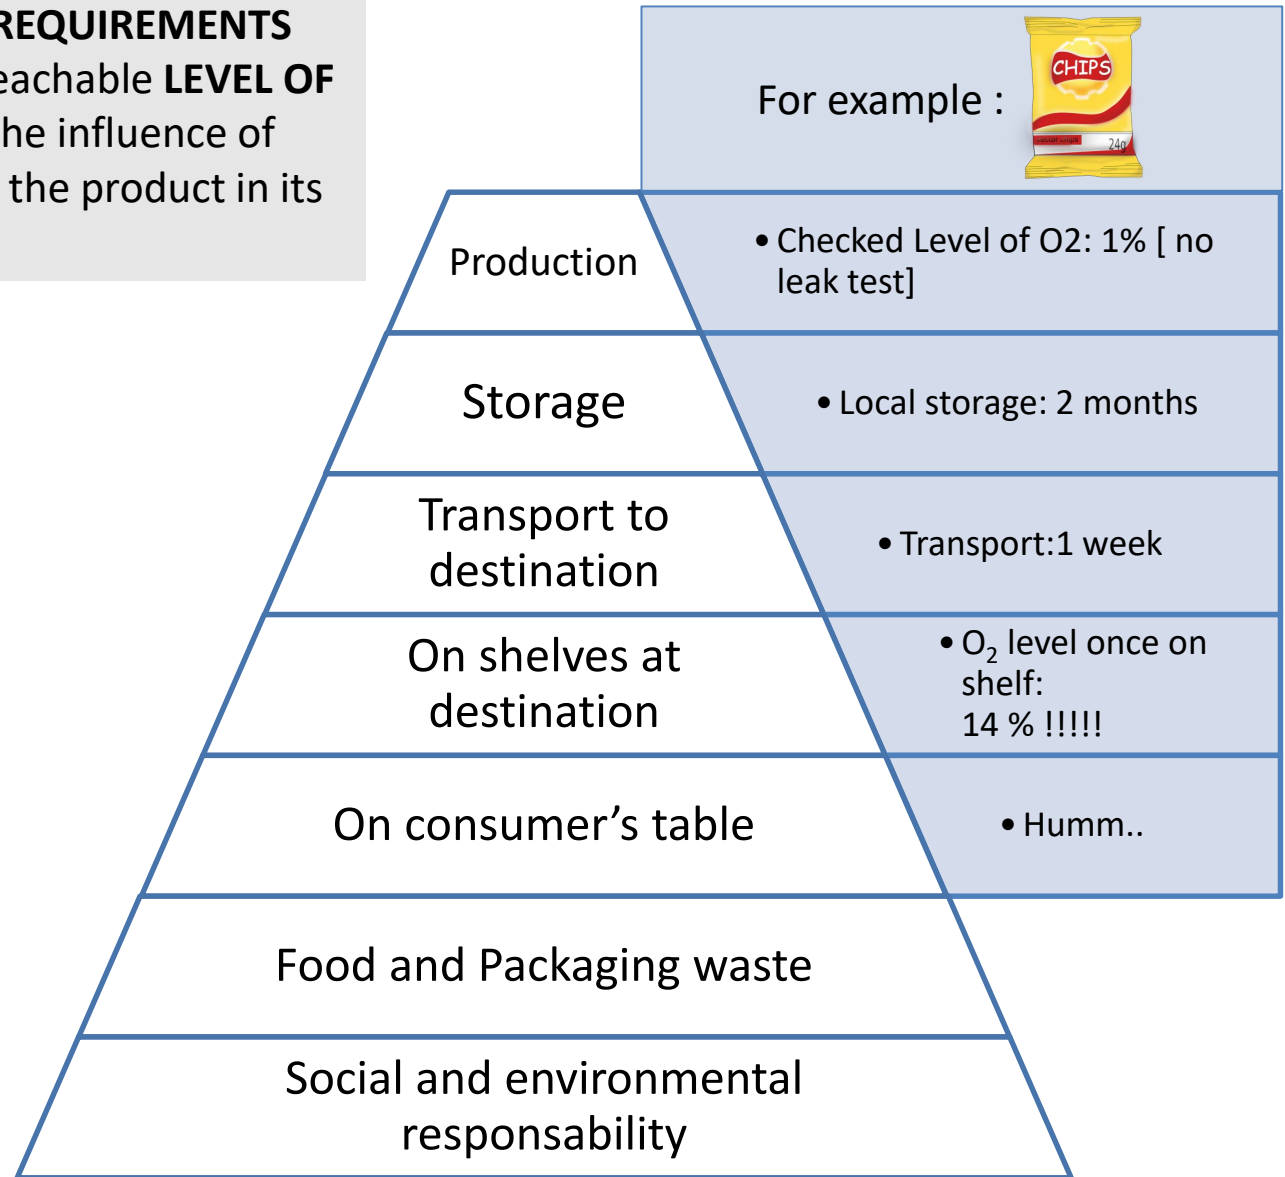 REQUIREMENTS
eachable LEVEL OF
he influence of
the product in its
For example :
CHIPS
24g
Production
• Checked Level of O2: 1% [ no
leak test]
Storage
• Local storage: 2 months
Transport to
destination
• Transport:1 week
On shelves at
destination
• O₂ level once on
shelf:
14 % !!!!!
On consumer’s table
• Humm..
Food and Packaging waste
Social and environmental
responsability